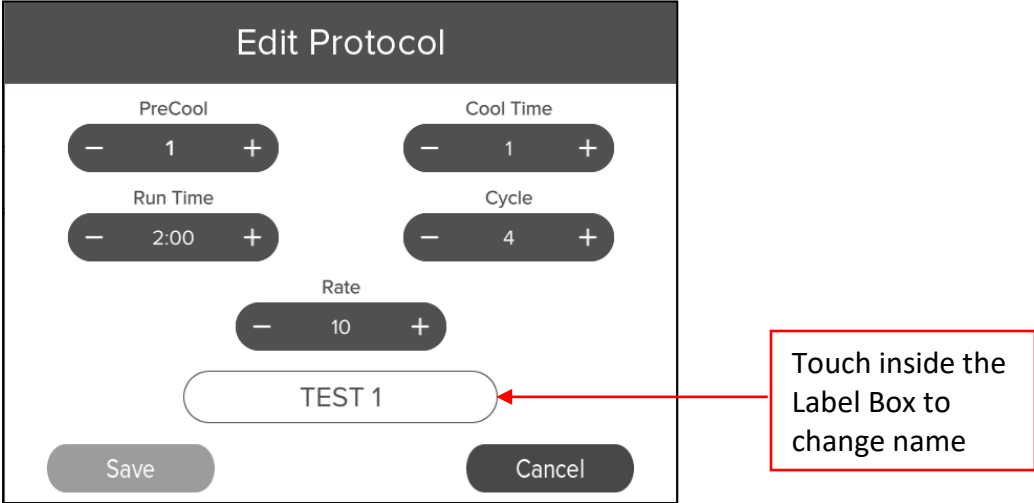 Edit Protocol
PreCool
Cool Time
− 1 +
− 1 +
Run Time
Cycle
− 2:00 +
− 4 +
Rate
− 10 +
TEST 1
Touch inside the
Label Box to
change name
Save
Cancel